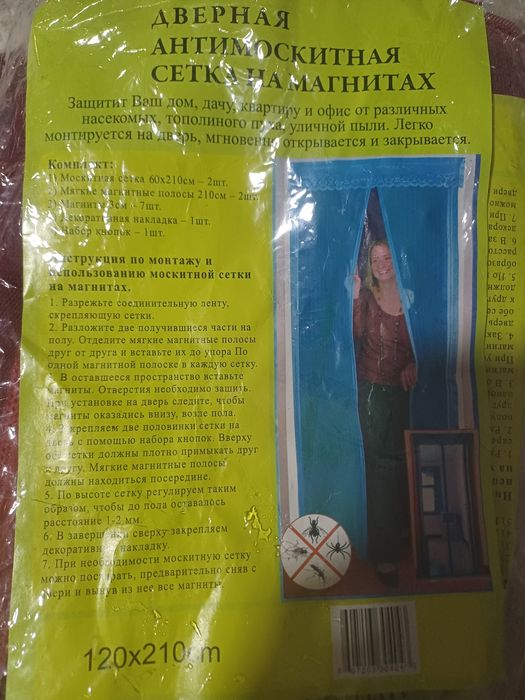 ДВЕРНАЯ
АНТИМОСКИТНАЯ
СЕТКА НА МАГНИТАХ
Защитит Ваш дом, дачу, квартиру и офис от различных
насекомых, тополиного пуха, уличной пыли. Легко
монтируется на дверь, мгновенно открывается и закрывается.
Комплект:
1) Москитная сетка 60х210см – 2шт.
2) Мягкие магнитные полосы 210см – 2шт.
2) Магниты 3см – 7шт.
Декоративная накладка – 1шт.
Набор кнопок – 1шт.
Инструкция по монтажу и
использованию москитной сетки
на магнитах.
1. Разрежьте соединительную ленту,
скрепляющую сетки.
2. Разложите две получившиеся части на
полу. Отделите мягкие магнитные полосы
друг от друга и вставьте их до упора По
одной магнитной полоске в каждую сетку.
В оставшееся пространство вставьте
магниты. Отверстия необходимо зашить.
При установке на дверь следите, чтобы
магниты оказались внизу, возле пола.
Закрепляем две половинки сетки на
дверь с помощью набора кнопок. Вверху
обе сетки должны плотно примыкать друг
к другу. Мягкие магнитные полосы
должны находиться посередине.
5. По высоте сетку регулируем таким
образом, чтобы до пола оставалось
расстояние 1-2 мм.
6. В завершении сверху закрепляем
декоративную накладку.
7. При необходимости москитную сетку
можно постирать, предварительно сняв с
двери и вынув из нее все магниты.
120х210cm